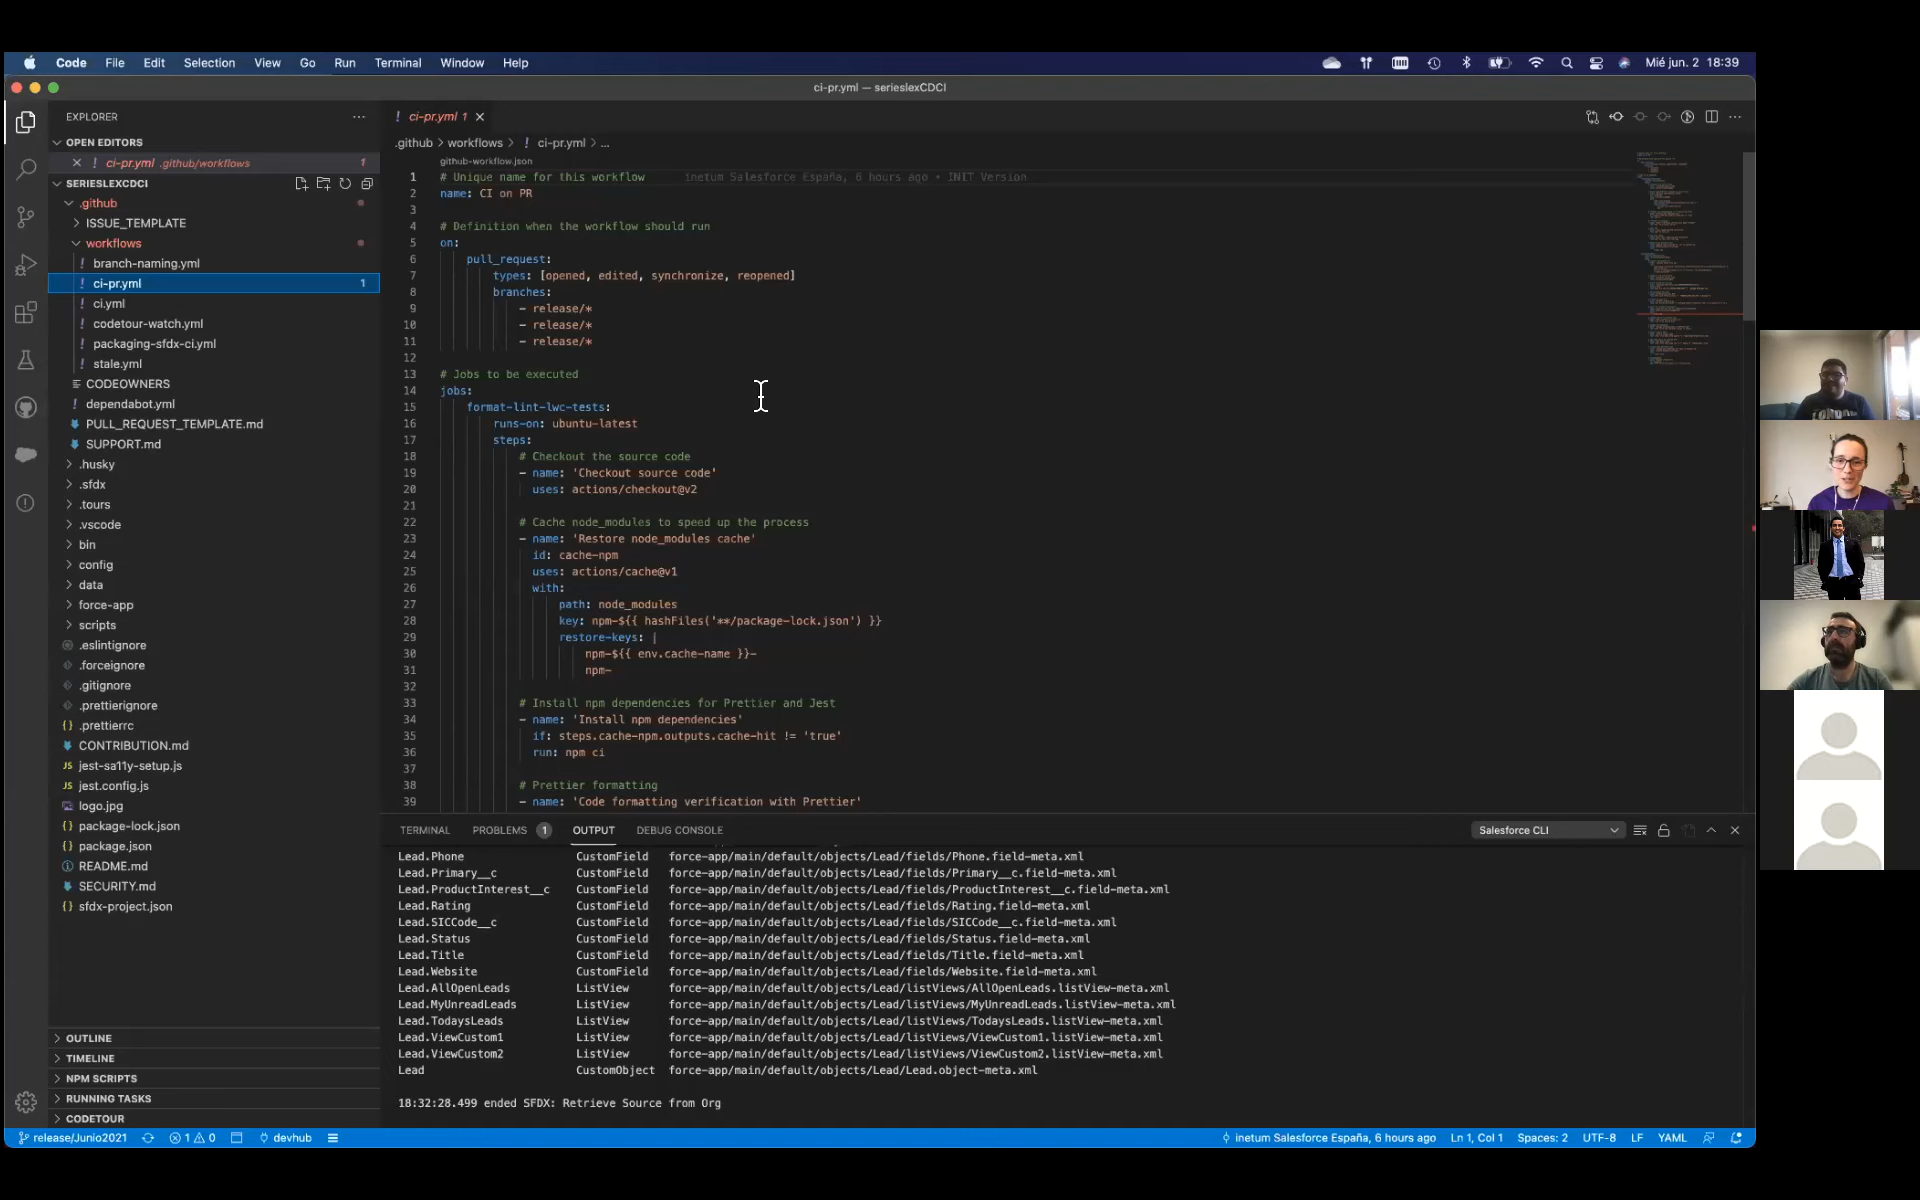 Code File Edit Selection View Go Run Terminal Window Help
Mié jun. 2 18:39
ci-pr.yml — serieslexCDCI
EXPLORER
OPEN EDITORS
ci-pr.yml .github/workflows 1
SERIESLEXCDCI
.github
ISSUE_TEMPLATE
workflows
branch-naming.yml
ci-pr.yml 1
ci.yml
codetour-watch.yml
packaging-sfdx-ci.yml
stale.yml
CODEOWNERS
dependabot.yml
PULL_REQUEST_TEMPLATE.md
SUPPORT.md
.husky
.sfdx
.tours
.vscode
bin
config
data
force-app
scripts
.eslintignore
.forceignore
.gitignore
.prettierignore
.prettierrc
CONTRIBUTION.md
jest-sa11y-setup.js
jest.config.js
logo.jpg
package-lock.json
package.json
README.md
SECURITY.md
sfdx-project.json
OUTLINE
TIMELINE
NPM SCRIPTS
RUNNING TASKS
CODETOUR
ci-pr.yml 1
.github > workflows > ! ci-pr.yml > ...
github-workflow.json
1 # Unique name for this workflow inetum Salesforce España, 6 hours ago • INIT Version
2 name: CI on PR
3
4 # Definition when the workflow should run
5 on:
6 pull_request:
7 types: [opened, edited, synchronize, reopened]
8 branches:
9 - release/*
10 - release/*
11 - release/*
12
13 # Jobs to be executed
14 jobs:
15 format-lint-lwc-tests:
16 runs-on: ubuntu-latest
17 steps:
18 # Checkout the source code
19 - name: 'Checkout source code'
20 uses: actions/checkout@v2
21
22 # Cache node_modules to speed up the process
23 - name: 'Restore node_modules cache'
24 id: cache-npm
25 uses: actions/cache@v1
26 with:
27 path: node_modules
28 key: npm-${{ hashFiles('**/package-lock.json') }}
29 restore-keys: |
30 npm-${{ env.cache-name }}-
31 npm-
32
33 # Install npm dependencies for Prettier and Jest
34 - name: 'Install npm dependencies'
35 if: steps.cache-npm.outputs.cache-hit != 'true'
36 run: npm ci
37
38 # Prettier formatting
39 - name: 'Code formatting verification with Prettier'
TERMINAL PROBLEMS 1 OUTPUT DEBUG CONSOLE Salesforce CLI
Lead.Phone CustomField force-app/main/default/objects/Lead/fields/Phone.field-meta.xml
Lead.Primary__c CustomField force-app/main/default/objects/Lead/fields/Primary__c.field-meta.xml
Lead.ProductInterest__c CustomField force-app/main/default/objects/Lead/fields/ProductInterest__c.field-meta.xml
Lead.Rating CustomField force-app/main/default/objects/Lead/fields/Rating.field-meta.xml
Lead.SICCode__c CustomField force-app/main/default/objects/Lead/fields/SICCode__c.field-meta.xml
Lead.Status CustomField force-app/main/default/objects/Lead/fields/Status.field-meta.xml
Lead.Title CustomField force-app/main/default/objects/Lead/fields/Title.field-meta.xml
Lead.Website CustomField force-app/main/default/objects/Lead/fields/Website.field-meta.xml
Lead.AllOpenLeads ListView force-app/main/default/objects/Lead/listViews/AllOpenLeads.listView-meta.xml
Lead.MyUnreadLeads ListView force-app/main/default/objects/Lead/listViews/MyUnreadLeads.listView-meta.xml
Lead.TodaysLeads ListView force-app/main/default/objects/Lead/listViews/TodaysLeads.listView-meta.xml
Lead.ViewCustom1 ListView force-app/main/default/objects/Lead/listViews/ViewCustom1.listView-meta.xml
Lead.ViewCustom2 ListView force-app/main/default/objects/Lead/listViews/ViewCustom2.listView-meta.xml
Lead CustomObject force-app/main/default/objects/Lead/Lead.object-meta.xml
18:32:28.499 ended SFDX: Retrieve Source from Org
release/Junio2021 1 0 devhub inetum Salesforce España, 6 hours ago Ln 1, Col 1 Spaces: 2 UTF-8 LF YAML